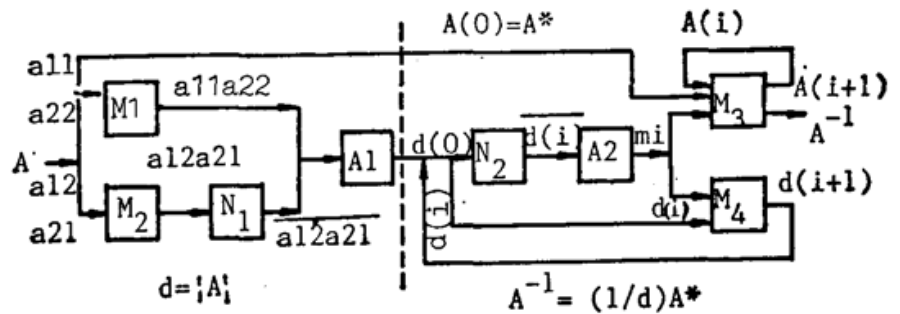 A(0)=A*
A(i)
a11
a22
M1
a11a22
M3
A(i+1)
A⁻¹
A
a12a21
A1
d(0)
N2
d(i)
A2
mi
a12
a21
M2
N1
a12a21
d(i)
d(i)
M4
d(i+1)
d=¦A¦
A⁻¹= (1/d)A*